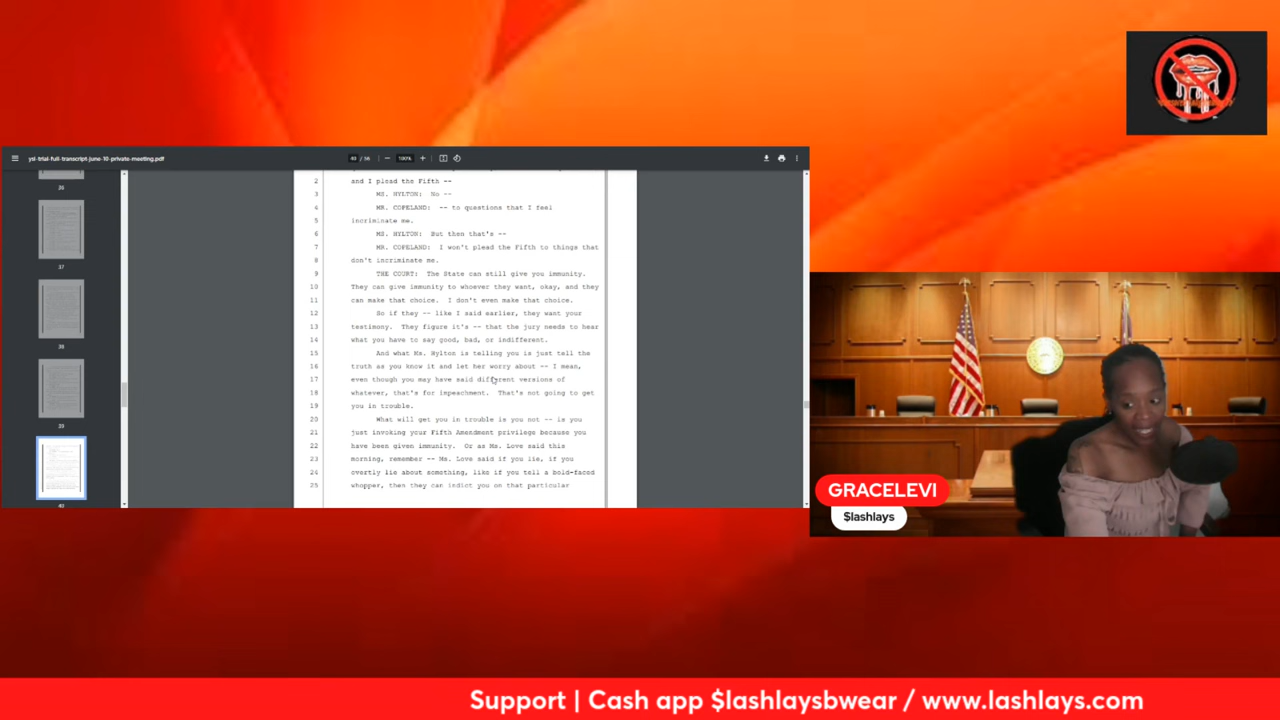 ysl-trial-full-transcript-june-10-private-meeting.pdf
40 / 56
100%
36
37
38
39
40
2 and I plead the Fifth --
3 MS. HYLTON: No --
4 MR. COPELAND: -- to questions that I feel
5 incriminate me.
6 MS. HYLTON: But then that's --
7 MR. COPELAND: I won't plead the Fifth to things that
8 don't incriminate me.
9 THE COURT: The State can still give you immunity.
10 They can give immunity to whoever they want, okay, and they
11 can make that choice. I don't even make that choice.
12 So if they -- like I said earlier, they want your
13 testimony. They figure it's -- that the jury needs to hear
14 what you have to say good, bad, or indifferent.
15 And what Ms. Hylton is telling you is just tell the
16 truth as you know it and let her worry about -- I mean,
17 even though you may have said different versions of
18 whatever, that's for impeachment. That's not going to get
19 you in trouble.
20 What will get you in trouble is you not -- is you
21 just invoking your Fifth Amendment privilege because you
22 have been given immunity. Or as Ms. Love said this
23 morning, remember -- Ms. Love said if you lie, if you
24 overtly lie about something, like if you tell a bold-faced
25 whopper, then they can indict you on that particular
GRACELEVI
$lashlays
Support | Cash app $lashlaysbwear / www.lashlays.com